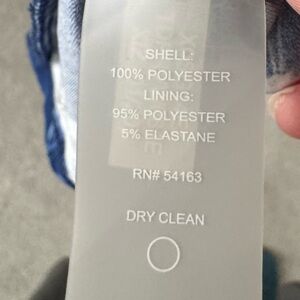 SHELL:
100% POLYESTER
LINING:
95% POLYESTER
5% ELASTANE
RN# 54163
DRY CLEAN